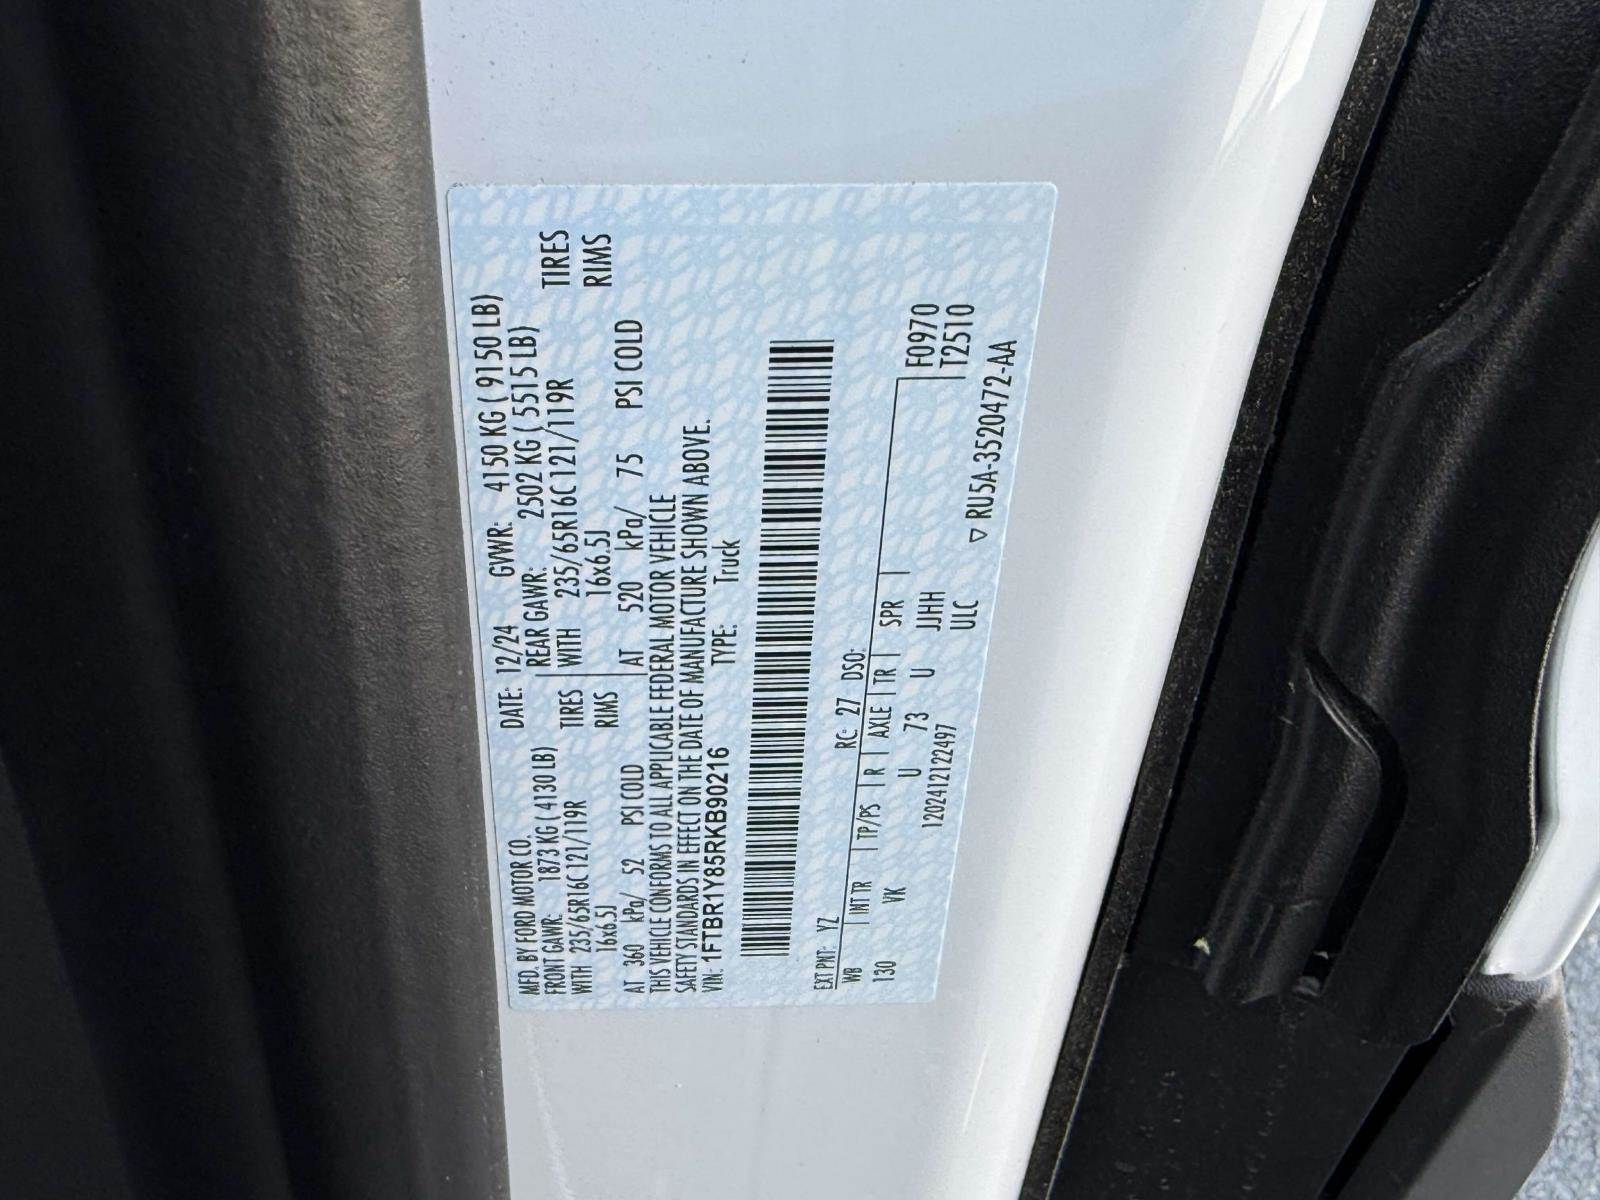 MFD. BY FORD MOTOR CO.
DATE: 12/24 GVWR: 4150 KG ( 9150 LB)
FRONT GAWR: 1873 KG ( 4130 LB) REAR GAWR: 2502 KG ( 5515 LB)
WITH 235/65R16C 121/119R TIRES WITH 235/65R16C 121/119R TIRES
16x6.5J RIMS 16x6.5J RIMS
AT 360 kPa/ 52 PSI COLD AT 520 kPa/ 75 PSI COLD
THIS VEHICLE CONFORMS TO ALL APPLICABLE FEDERAL MOTOR VEHICLE
SAFETY STANDARDS IN EFFECT ON THE DATE OF MANUFACTURE SHOWN ABOVE.
VIN: 1FTBR1Y85RKB90216 TYPE: Truck
EXT PNT: YZ RC: 27 DSO:
WB INT TR TP/PS R AXLE TR SPR F0970
130 VK U 73 U JJHH T2510
1202412122497 ULC
▽ RU5A-3520472-AA